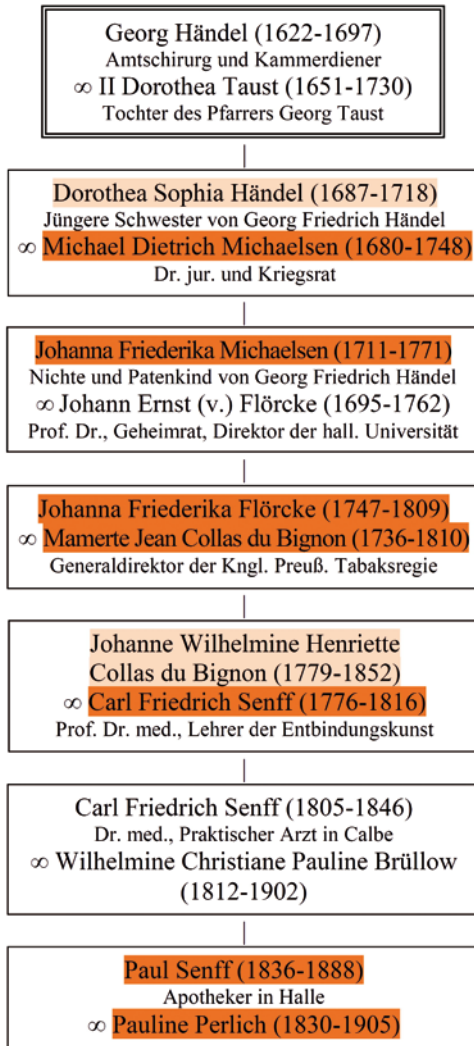 Georg Händel (1622-1697)
Amtschirurg und Kammerdiener
∞ II Dorothea Taust (1651-1730)
Tochter des Pfarrers Georg Taust
Dorothea Sophia Händel (1687-1718)
Jüngere Schwester von Georg Friedrich Händel
∞ Michael Dietrich Michaelsen (1680-1748)
Dr. jur. und Kriegsrat
Johanna Friederika Michaelsen (1711-1771)
Nichte und Patenkind von Georg Friedrich Händel
∞ Johann Ernst (v.) Flörcke (1695-1762)
Prof. Dr., Geheimrat, Direktor der hall. Universität
Johanna Friederika Flörcke (1747-1809)
∞ Mamerte Jean Collas du Bignon (1736-1810)
Generaldirektor der Kngl. Preuß. Tabaksregie
Johanne Wilhelmine Henriette
Collas du Bignon (1779-1852)
∞ Carl Friedrich Senff (1776-1816)
Prof. Dr. med., Lehrer der Entbindungskunst
Carl Friedrich Senff (1805-1846)
Dr. med., Praktischer Arzt in Calbe
∞ Wilhelmine Christiane Pauline Brüllow
(1812-1902)
Paul Senff (1836-1888)
Apotheker in Halle
∞ Pauline Perlich (1830-1905)